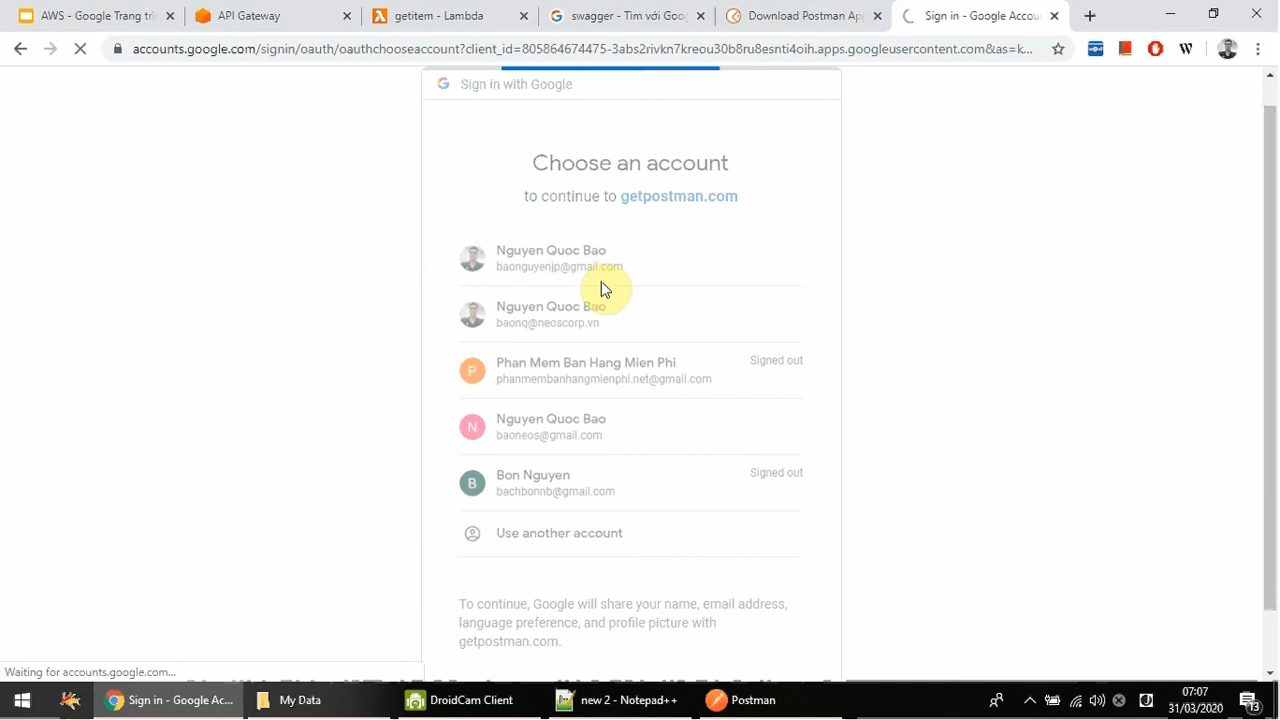 AWS - Google Trang trì
API Gateway
getitem - Lambda
swagger - Tìm với Goo
Download Postman Ap
Sign in - Google Accou
accounts.google.com/signin/oauth/oauthchooseaccount?client_id=805864674475-3abs2rivkn7kreou30b8ru8esnti4oih.apps.googleusercontent.com&as=k...
W
Sign in with Google
Choose an account
to continue to getpostman.com
Nguyen Quoc Bao
baonguyenjp@gmail.com
Nguyen Quoc Bao
baonq@neoscorp.vn
P
Phan Mem Ban Hang Mien Phi
Signed out
phanmembanhangmienphi.net@gmail.com
N
Nguyen Quoc Bao
baoneos@gmail.com
B
Bon Nguyen
Signed out
bachbonnb@gmail.com
Use another account
To continue, Google will share your name, email address,
language preference, and profile picture with
getpostman.com.
Waiting for accounts.google.com...
Sign in - Google Ac...
My Data
DroidCam Client
new 2 - Notepad++
Postman
07:07
31/03/2020
13